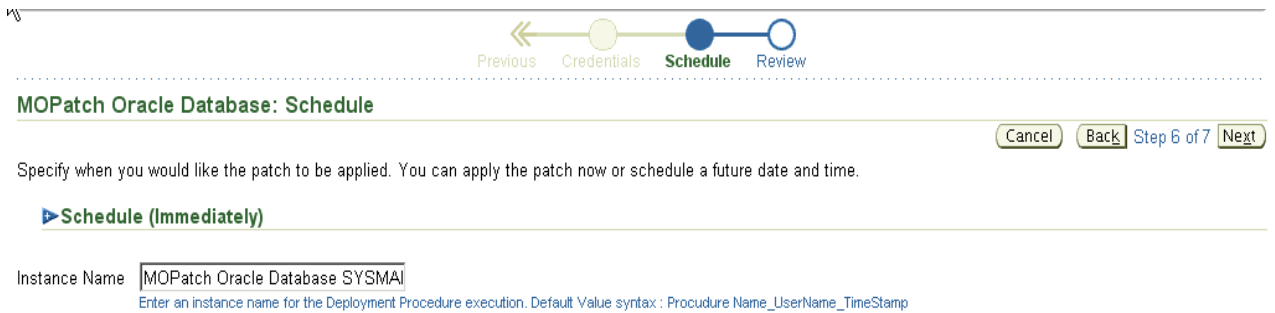 Previous Credentials Schedule Review
MOPatch Oracle Database: Schedule
Cancel Back Step 6 of 7 Next
Specify when you would like the patch to be applied. You can apply the patch now or schedule a future date and time.
Schedule (Immediately)
Instance Name MOPatch Oracle Database SYSMAI
Enter an instance name for the Deployment Procedure execution. Default Value syntax : Procudure Name_UserName_TimeStamp